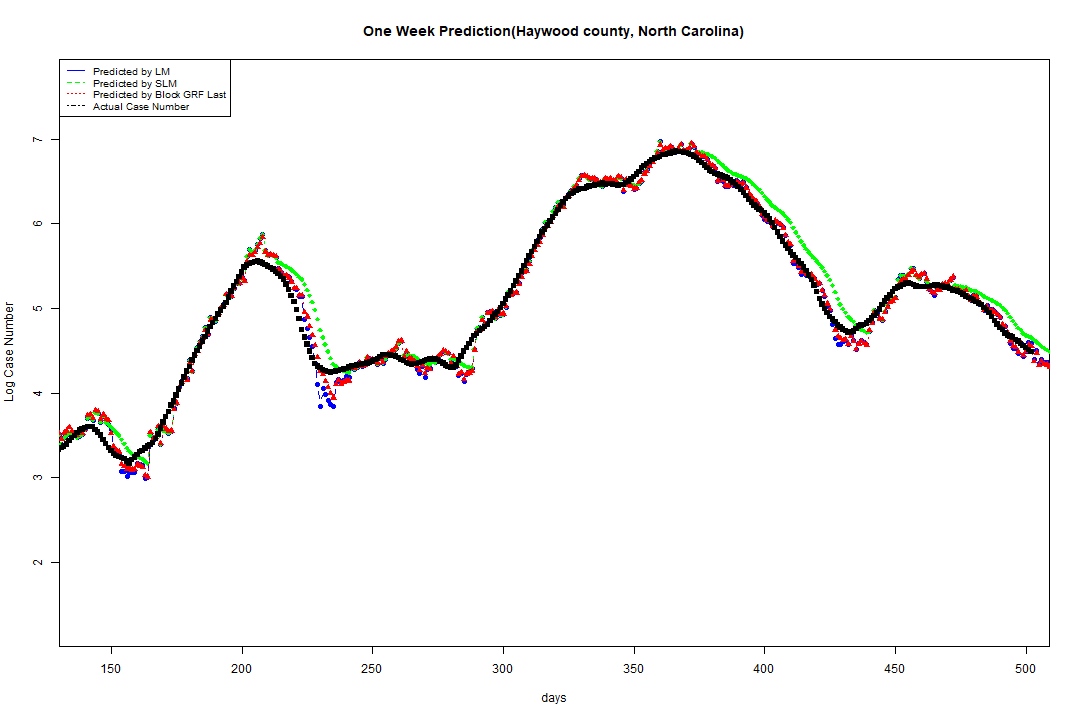 One Week Prediction(Haywood county, North Carolina)
Predicted by LM
Predicted by SLM
Predicted by Block GRF Last
Actual Case Number
7
6
5
4
3
2
Log Case Number
150 200 250 300 350 400 450 500
days